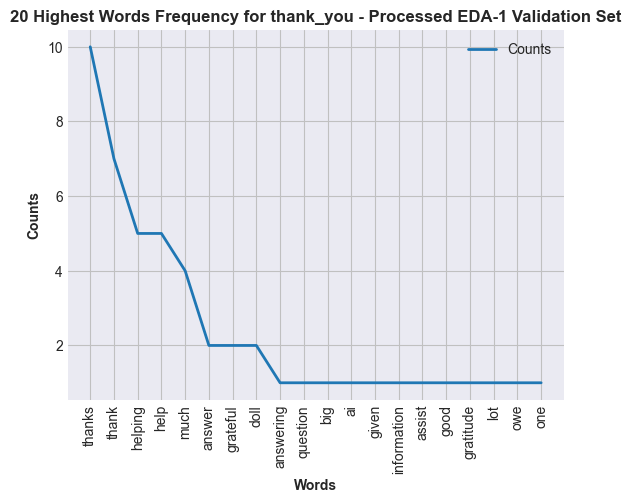 20 Highest Words Frequency for thank_you - Processed EDA-1 Validation Set
Counts
10
8
6
4
2
Counts
thanks
thank
helping
help
much
answer
grateful
doll
answering
question
big
ai
given
information
assist
good
gratitude
lot
owe
one
Words